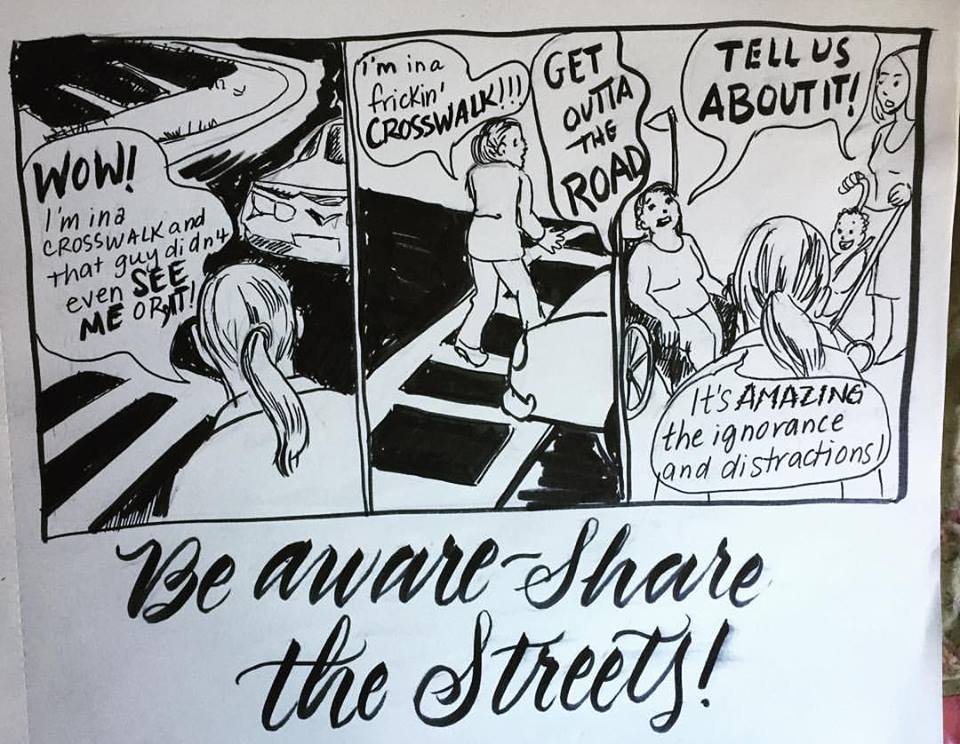 WOW!
I'm in a
CROSSWALK and
that guy didn't
even SEE
ME OR IT!
i'm in a
frickin'
CROSSWALK!!!
GET
OUTTA
THE
ROAD
TELL US
ABOUT IT!
It's AMAZING
the ignorance
and distractions!
Be aware-Share
the Streets!